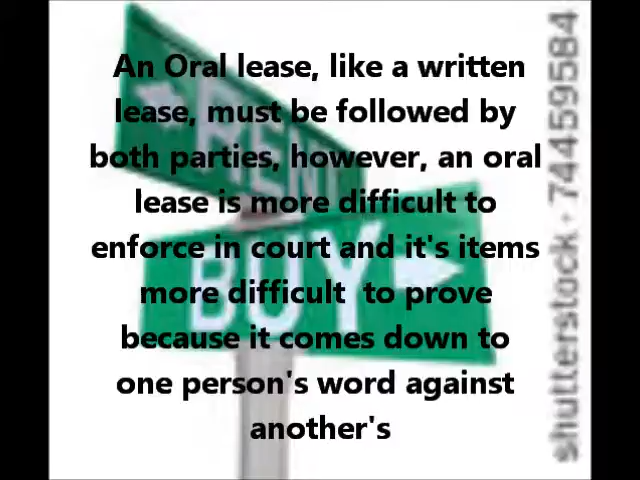 An Oral lease, like a written
lease, must be followed by
both parties, however, an oral
lease is more difficult to
enforce in court and it's items
more difficult  to prove
because it comes down to
one person's word against
another's
RENT
BUY
shutterstock · 74459584